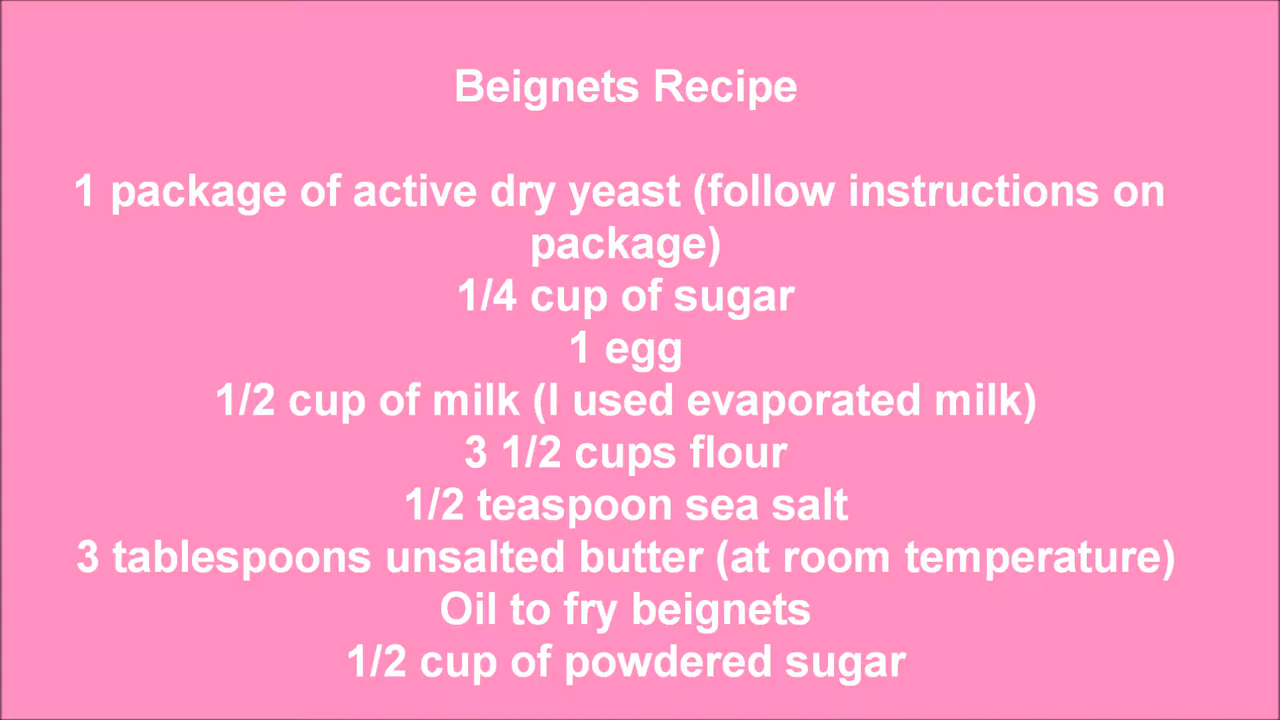 Beignets Recipe
1 package of active dry yeast (follow instructions on
package)
1/4 cup of sugar
1 egg
1/2 cup of milk (I used evaporated milk)
3 1/2 cups flour
1/2 teaspoon sea salt
3 tablespoons unsalted butter (at room temperature)
Oil to fry beignets
1/2 cup of powdered sugar